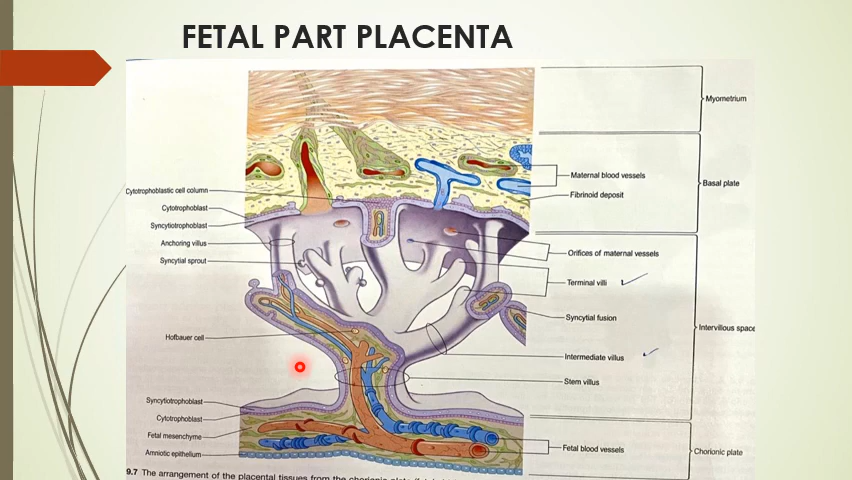 FETAL PART PLACENTA
Myometrium
Maternal blood vessels
Basal plate
Cytotrophoblastic cell column
Fibrinoid deposit
Cytotrophoblast
Syncytiotrophoblast
Anchoring villus
Orifices of maternal vessels
Syncytial sprout
Terminal villi
Syncytial fusion
Intervillous space
Hofbauer cell
Intermediate villus
Stem villus
Syncytiotrophoblast
Cytotrophoblast
Fetal mesenchyme
Fetal blood vessels
Chorionic plate
Amniotic epithelium
9.7 The arrangement of the placental tissues from the chorionic plate